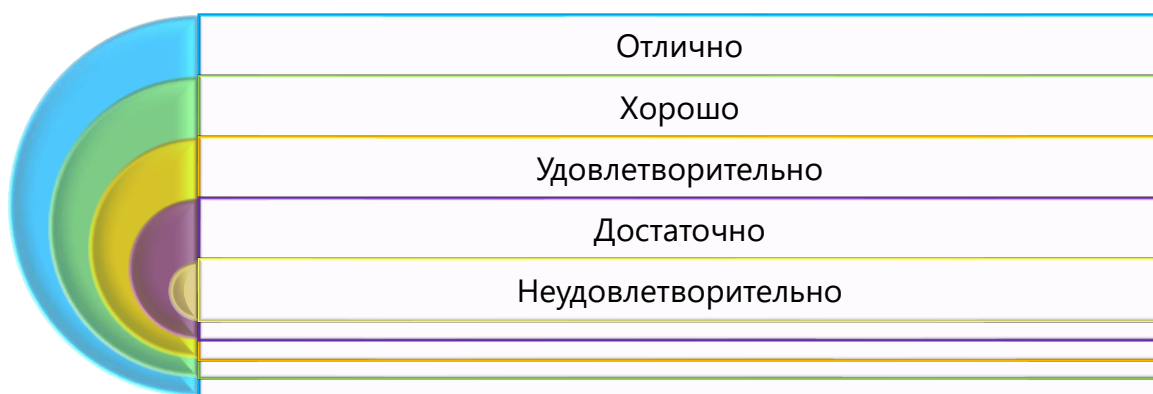 Отлично
Хорошо
Удовлетворительно
Достаточно
Неудовлетворительно